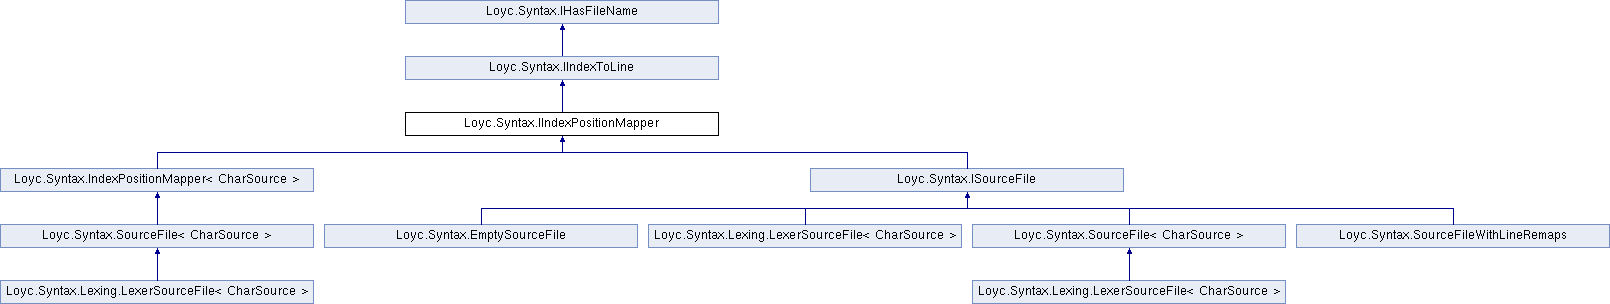 Loyc.Syntax.IHasFileName
Loyc.Syntax.IIndexToLine
Loyc.Syntax.IIndexPositionMapper
Loyc.Syntax.IndexPositionMapper< CharSource >
Loyc.Syntax.ISourceFile
Loyc.Syntax.SourceFile< CharSource >
Loyc.Syntax.EmptySourceFile
Loyc.Syntax.Lexing.LexerSourceFile< CharSource >
Loyc.Syntax.SourceFile< CharSource >
Loyc.Syntax.SourceFileWithLineRemaps
Loyc.Syntax.Lexing.LexerSourceFile< CharSource >
Loyc.Syntax.Lexing.LexerSourceFile< CharSource >